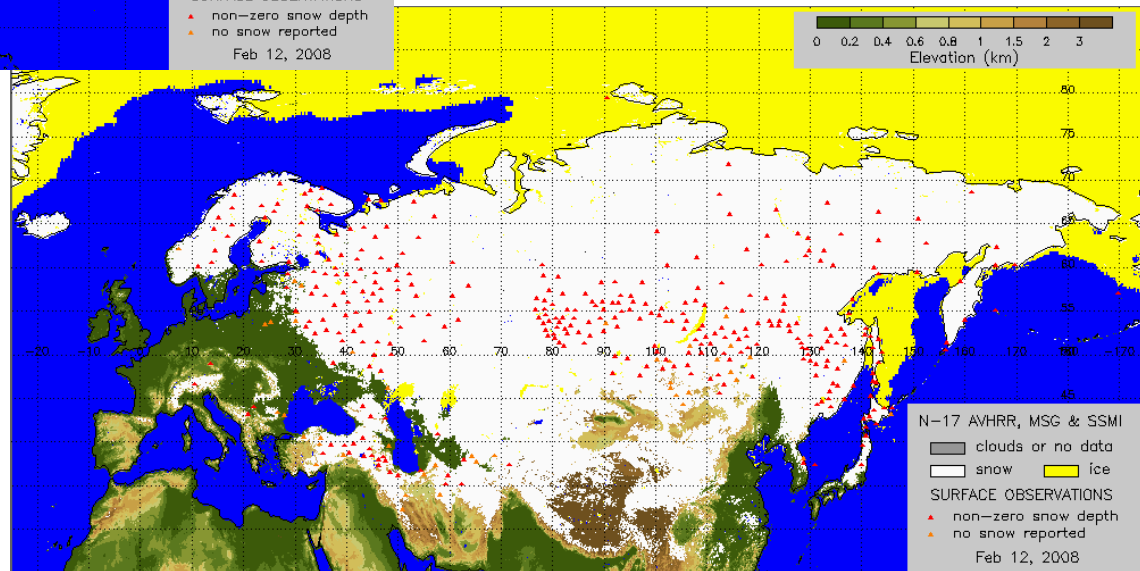 SURFACE OBSERVATIONS
non-zero snow depth
no snow reported
Feb 12, 2008
0 0.2 0.4 0.6 0.8 1 1.5 2 3
Elevation (km)
80
75
70
65
60
55
-20 -10 0 10 20 30 40 50 60 70 80 90 100 110 120 130 140 150 160 -170
45
N-17 AVHRR, MSG & SSMI
clouds or no data
snow ice
SURFACE OBSERVATIONS
non-zero snow depth
no snow reported
Feb 12, 2008